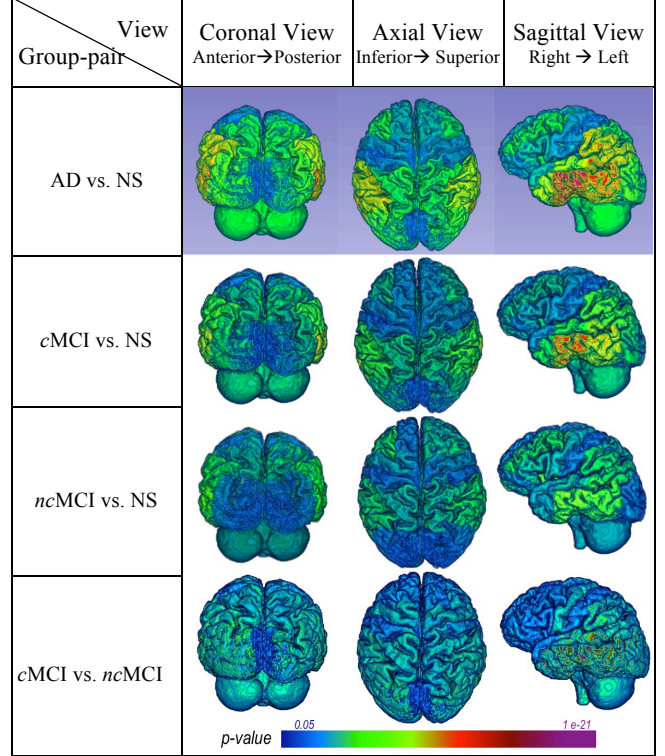 View
Group-pair
Coronal View
Anterior→Posterior
Axial View
Inferior→ Superior
Sagittal View
Right → Left
AD vs. NS
cMCI vs. NS
ncMCI vs. NS
cMCI vs. ncMCI
0.05
1 e-21
p-value